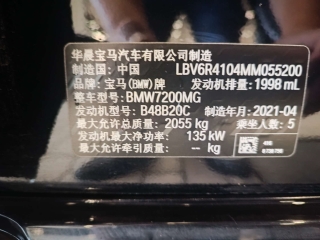 华晨宝马汽车有限公司制造
制造国：中国 LBV6R4104MM055200
品牌：宝马(BMW)牌 发动机排量：1998 mL
整车型号：BMW7200MG
发动机型号：B48B20C 制造年月：2021-04
最大允许总质量：2055 kg 乘坐人数：5
发动机最大净功率：135 kW
最大允许牵引质量：-- kg